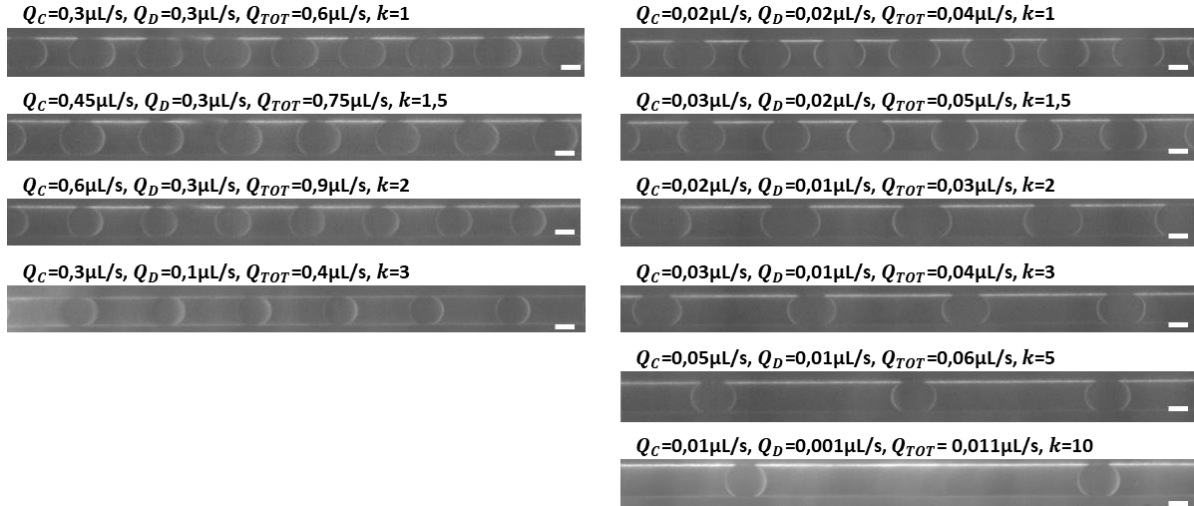 Q_C=0,3µL/s, Q_D=0,3µL/s, Q_TOT=0,6µL/s, k=1
Q_C=0,45µL/s, Q_D=0,3µL/s, Q_TOT=0,75µL/s, k=1,5
Q_C=0,6µL/s, Q_D=0,3µL/s, Q_TOT=0,9µL/s, k=2
Q_C=0,3µL/s, Q_D=0,1µL/s, Q_TOT=0,4µL/s, k=3
Q_C=0,02µL/s, Q_D=0,02µL/s, Q_TOT=0,04µL/s, k=1
Q_C=0,03µL/s, Q_D=0,02µL/s, Q_TOT=0,05µL/s, k=1,5
Q_C=0,02µL/s, Q_D=0,01µL/s, Q_TOT=0,03µL/s, k=2
Q_C=0,03µL/s, Q_D=0,01µL/s, Q_TOT=0,04µL/s, k=3
Q_C=0,05µL/s, Q_D=0,01µL/s, Q_TOT=0,06µL/s, k=5
Q_C=0,01µL/s, Q_D=0,001µL/s, Q_TOT= 0,011µL/s, k=10